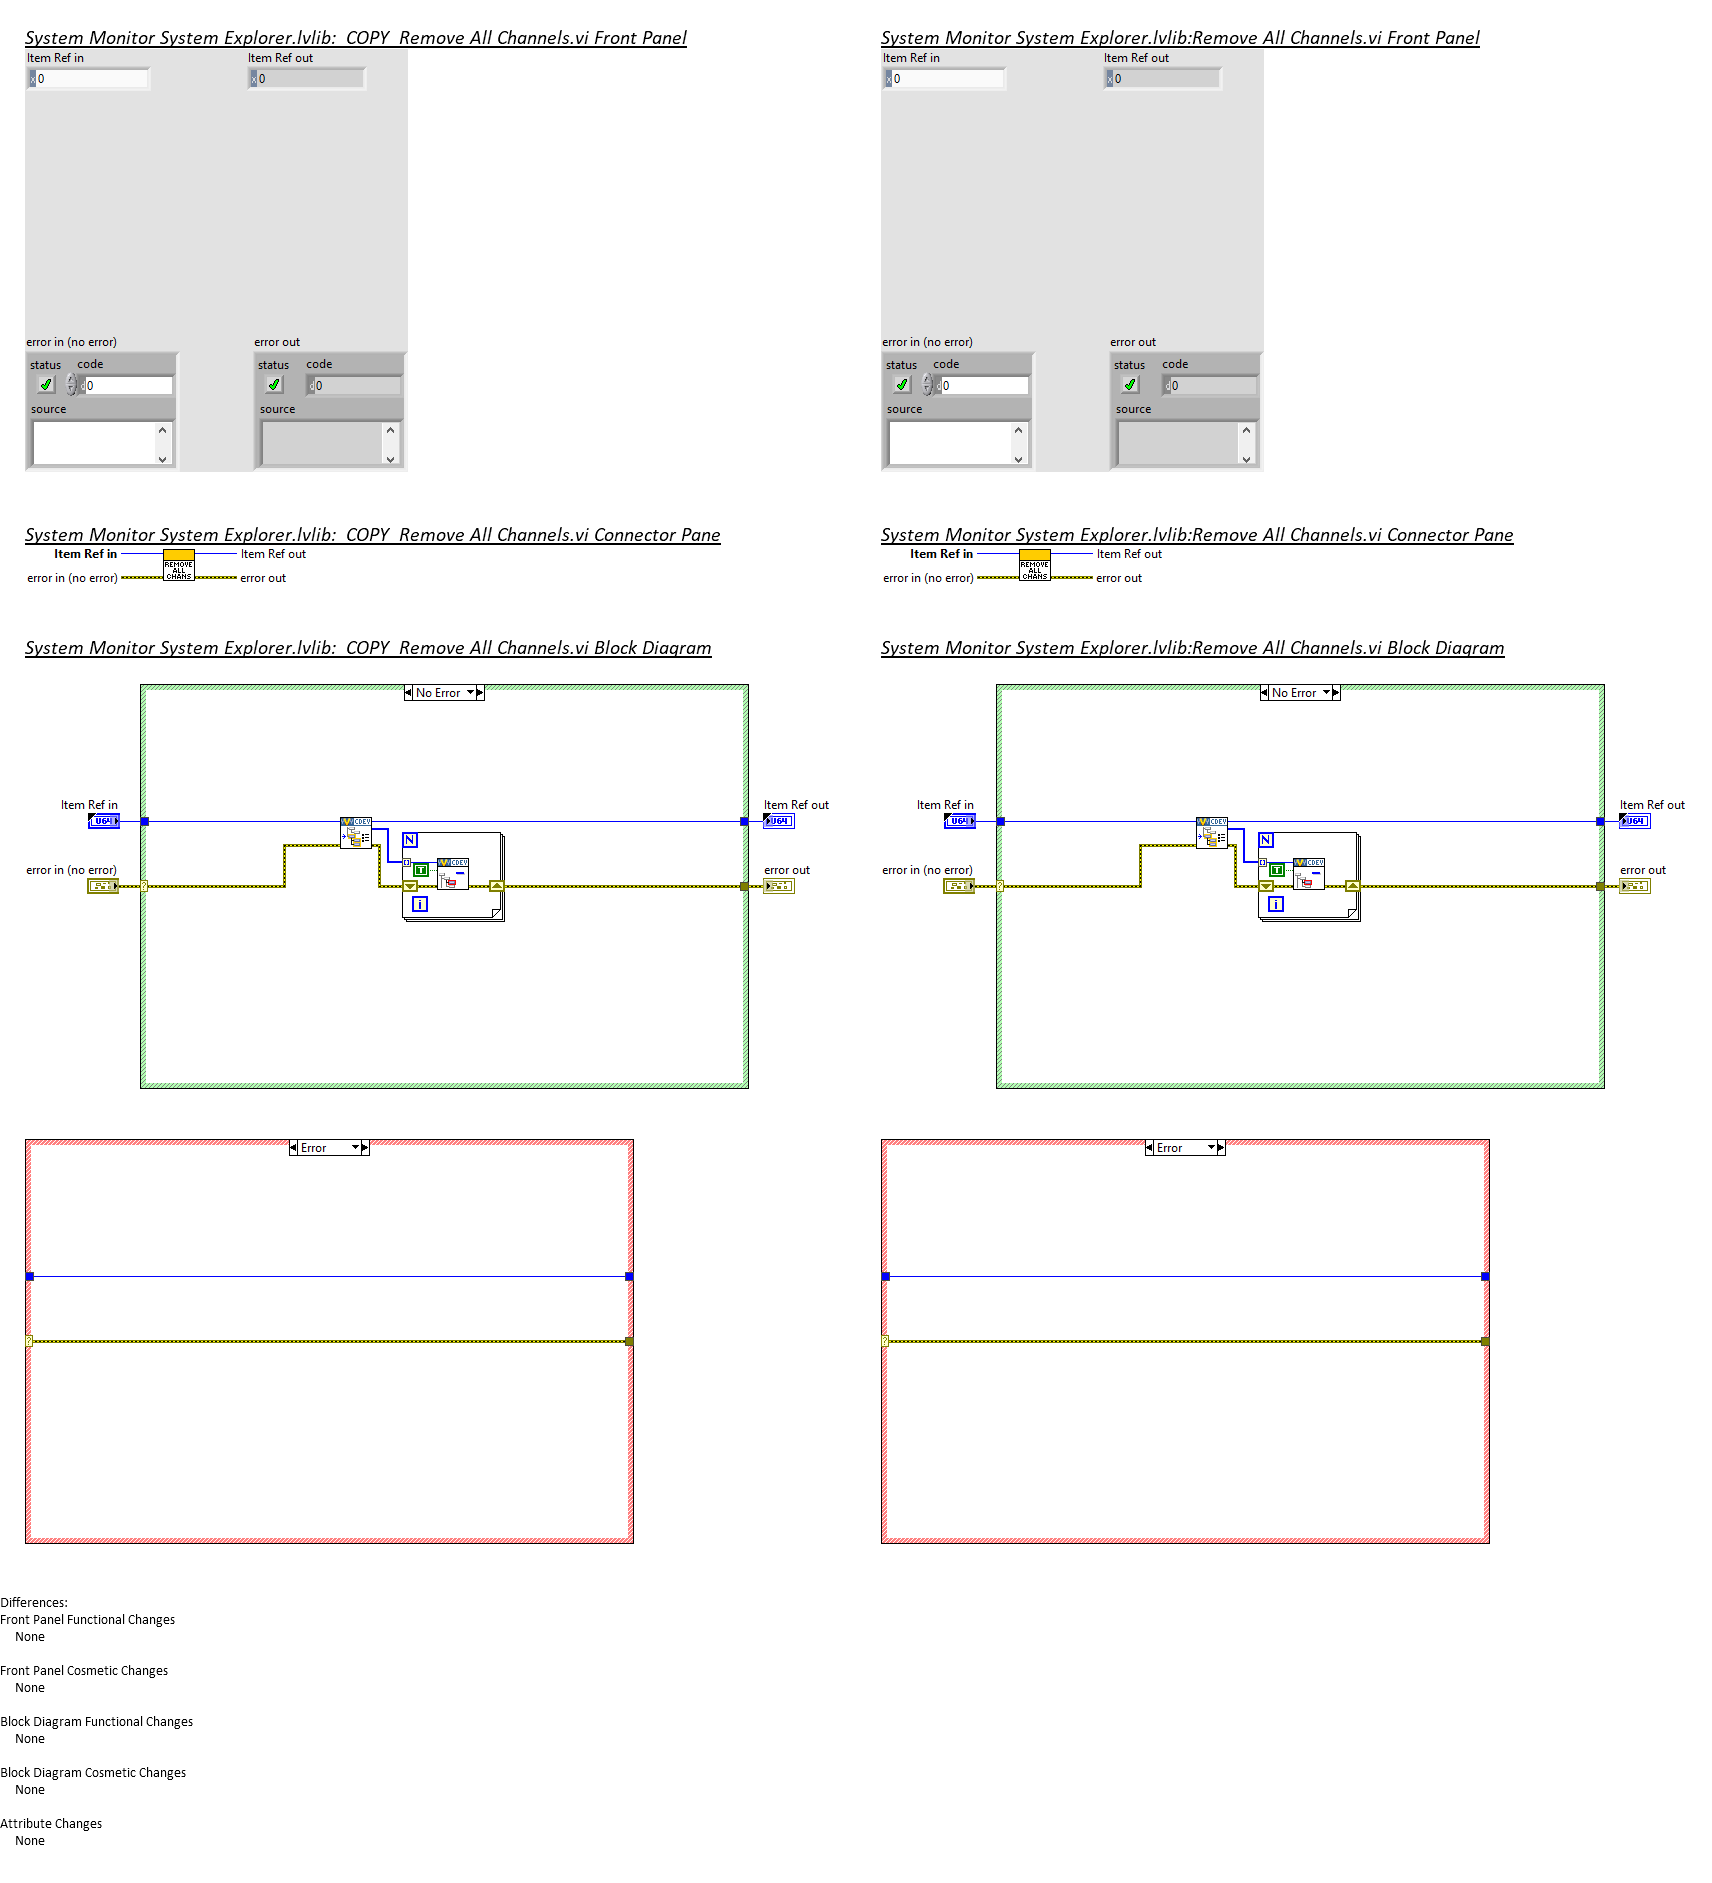 System Monitor System Explorer.lvlib:  COPY  Remove All Channels.vi Front Panel
Item Ref in
Item Ref out
x 0
x 0
error in (no error)
error out
status
code
status
code
d 0
d 0
source
source
System Monitor System Explorer.lvlib:Remove All Channels.vi Front Panel
Item Ref in
Item Ref out
x 0
x 0
error in (no error)
error out
status
code
status
code
d 0
d 0
source
source
System Monitor System Explorer.lvlib:  COPY  Remove All Channels.vi Connector Pane
Item Ref in
Item Ref out
REMOVE
ALL
CHANS
error in (no error)
error out
System Monitor System Explorer.lvlib:Remove All Channels.vi Connector Pane
Item Ref in
Item Ref out
REMOVE
ALL
CHANS
error in (no error)
error out
System Monitor System Explorer.lvlib:  COPY  Remove All Channels.vi Block Diagram
No Error
Item Ref in
U64
CDEV
N
CDEV
T
i
Item Ref out
U64
error in (no error)
?
error out
System Monitor System Explorer.lvlib:Remove All Channels.vi Block Diagram
No Error
Item Ref in
U64
CDEV
N
CDEV
T
i
Item Ref out
U64
error in (no error)
?
error out
Error
?
Error
?
Differences:
Front Panel Functional Changes
None
Front Panel Cosmetic Changes
None
Block Diagram Functional Changes
None
Block Diagram Cosmetic Changes
None
Attribute Changes
None